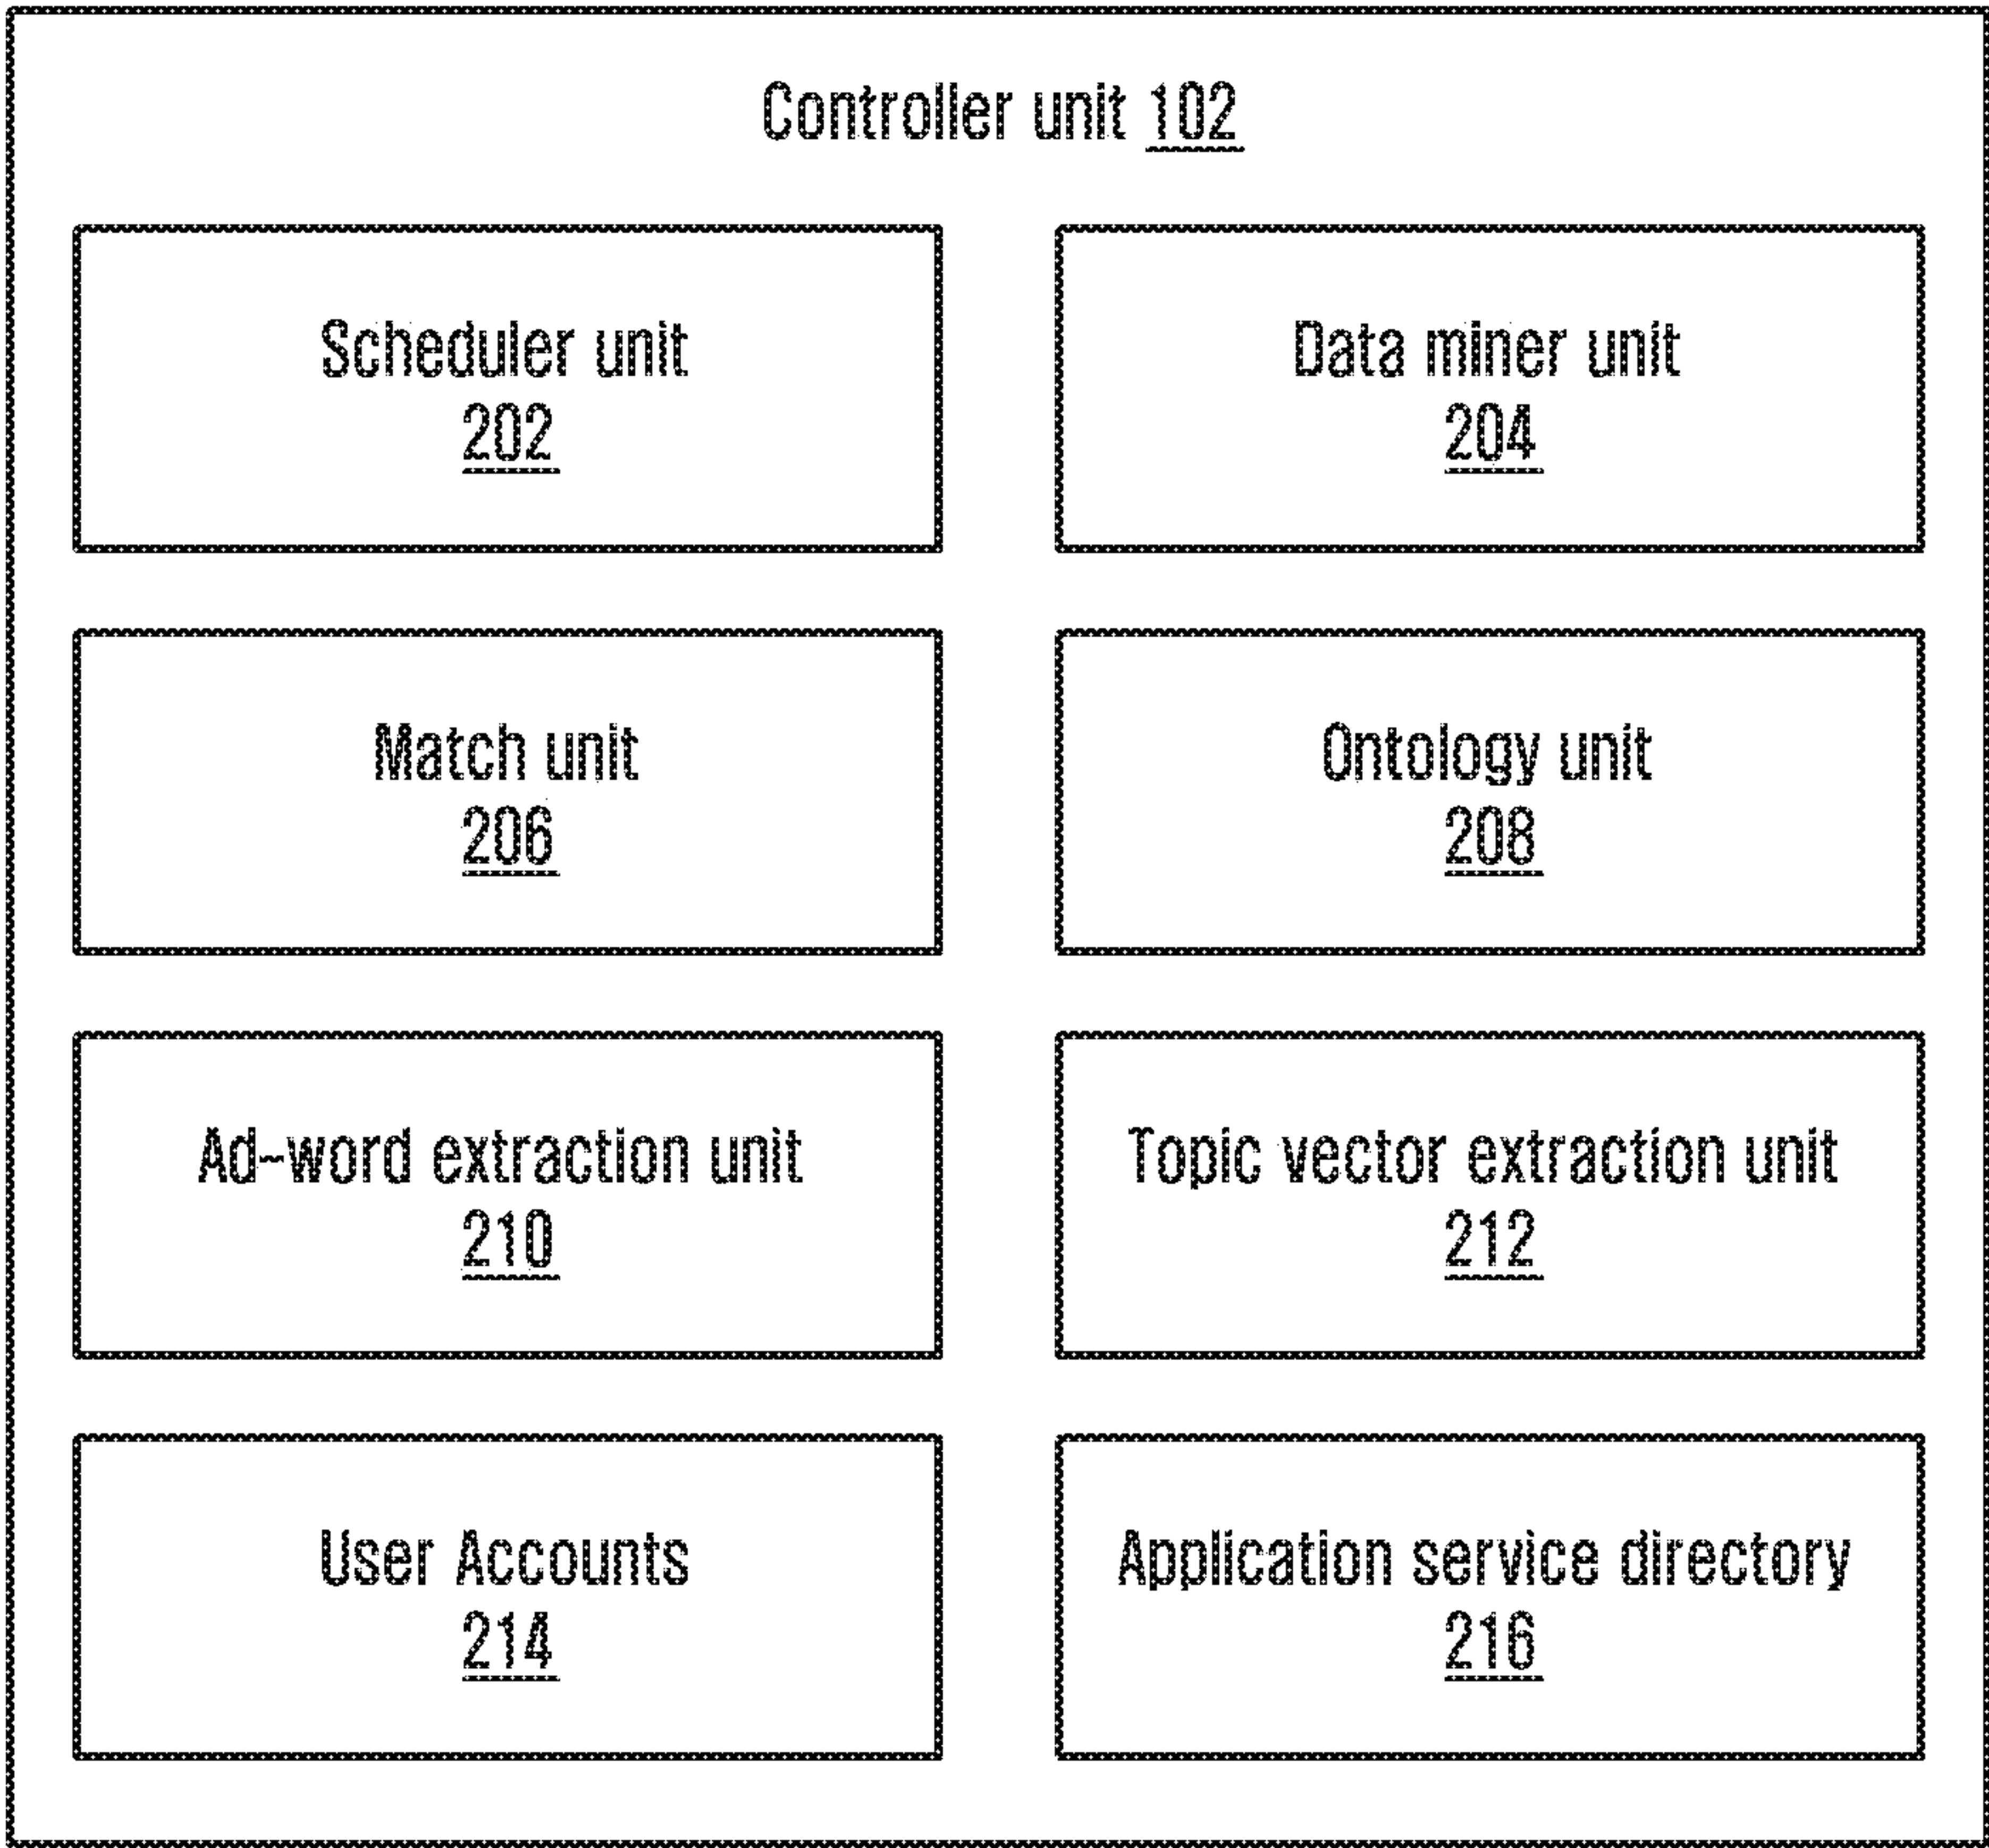 Controller unit 102
Scheduler unit
202
Data miner unit
204
Match unit
206
Ontology unit
208
Ad-word extraction unit
210
Topic vector extraction unit
212
User Accounts
214
Application service directory
216